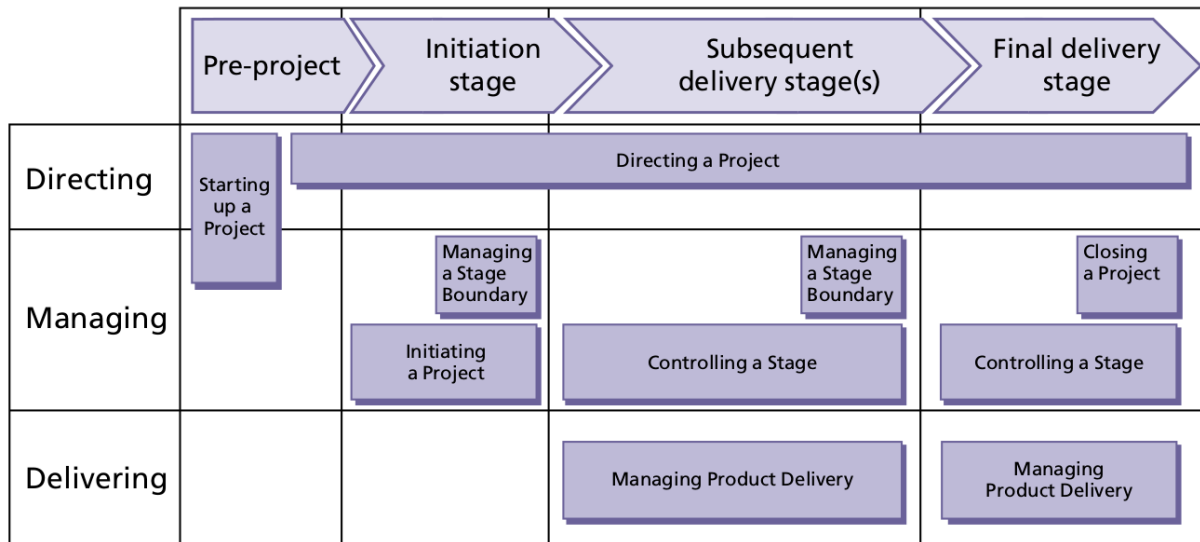 Pre-project
Initiation
stage
Subsequent
delivery stage(s)
Final delivery
stage
Directing
Starting
up a
Project
Directing a Project
Managing
Managing
a Stage
Boundary
Managing
a Stage
Boundary
Closing
a Project
Initiating
a Project
Controlling a Stage
Controlling a Stage
Delivering
Managing Product Delivery
Managing
Product Delivery